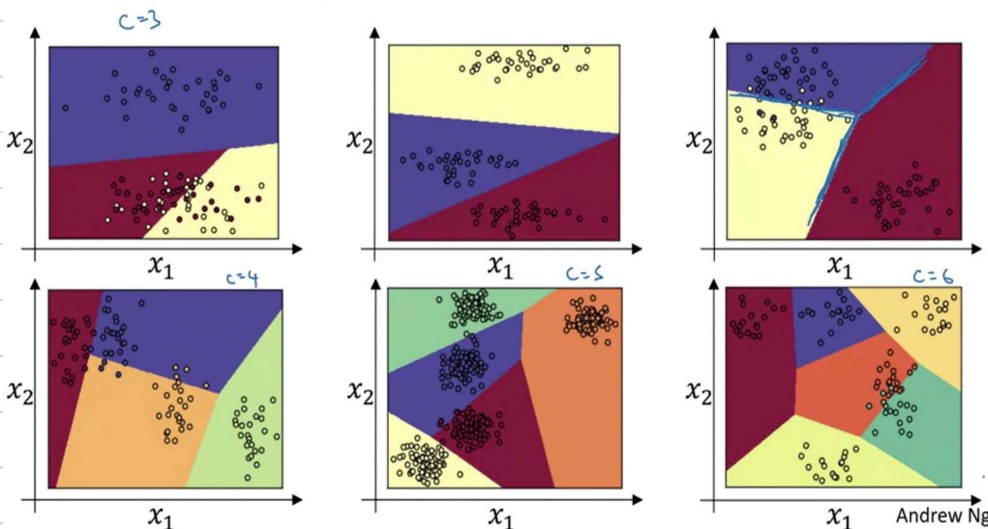 C=3
x₂
x₂
x₂
x₁
x₁
x₁
C=4
C=5
C=6
x₂
x₂
x₂
x₁
x₁
x₁
Andrew Ng